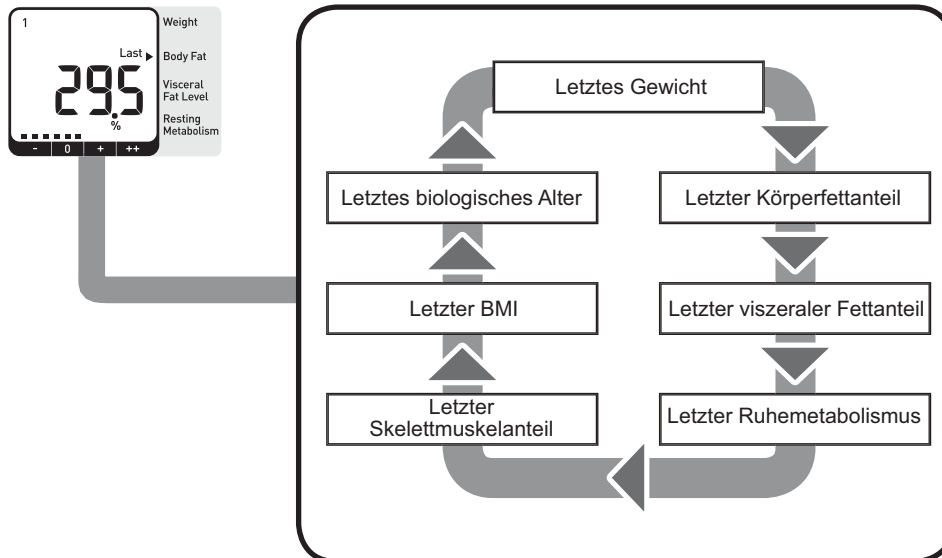 1
Last
29.5
%
- 0 + ++
Weight
Body Fat
Visceral
Fat Level
Resting
Metabolism
Letztes Gewicht
Letztes biologisches Alter
Letzter Körperfettanteil
Letzter BMI
Letzter viszeraler Fettanteil
Letzter
Skelettmuskelanteil
Letzter Ruhemetabolismus